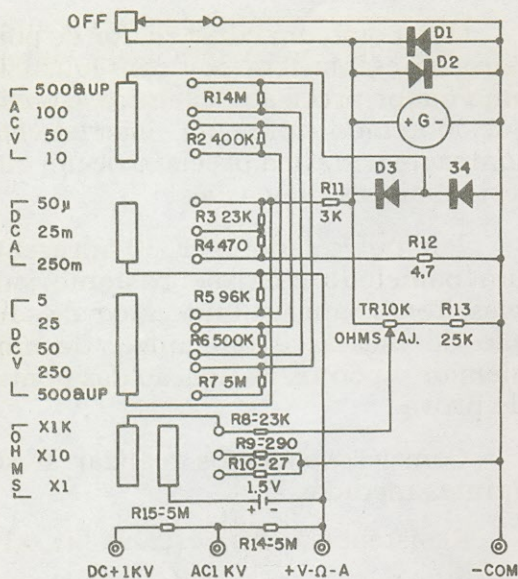 OFF
D1
D2
+ G -
A C V
500&UP
100
50
10
R14M
R2 400K
D3
34
D C A
50μ
25m
250m
R3 23K
R4 470
R11
3K
R12
4,7
D C V
5
25
50
250
500&UP
R5 96K
R6 500K
R7 5M
TR10K
OHMS AJ.
R13
25K
O H M S
X1K
X10
X1
R8-23K
R9-290
R10-27
1.5V
+ -
R15=5M
R14=5M
DC+1KV
AC1 KV
+V-Ω-A
-COM